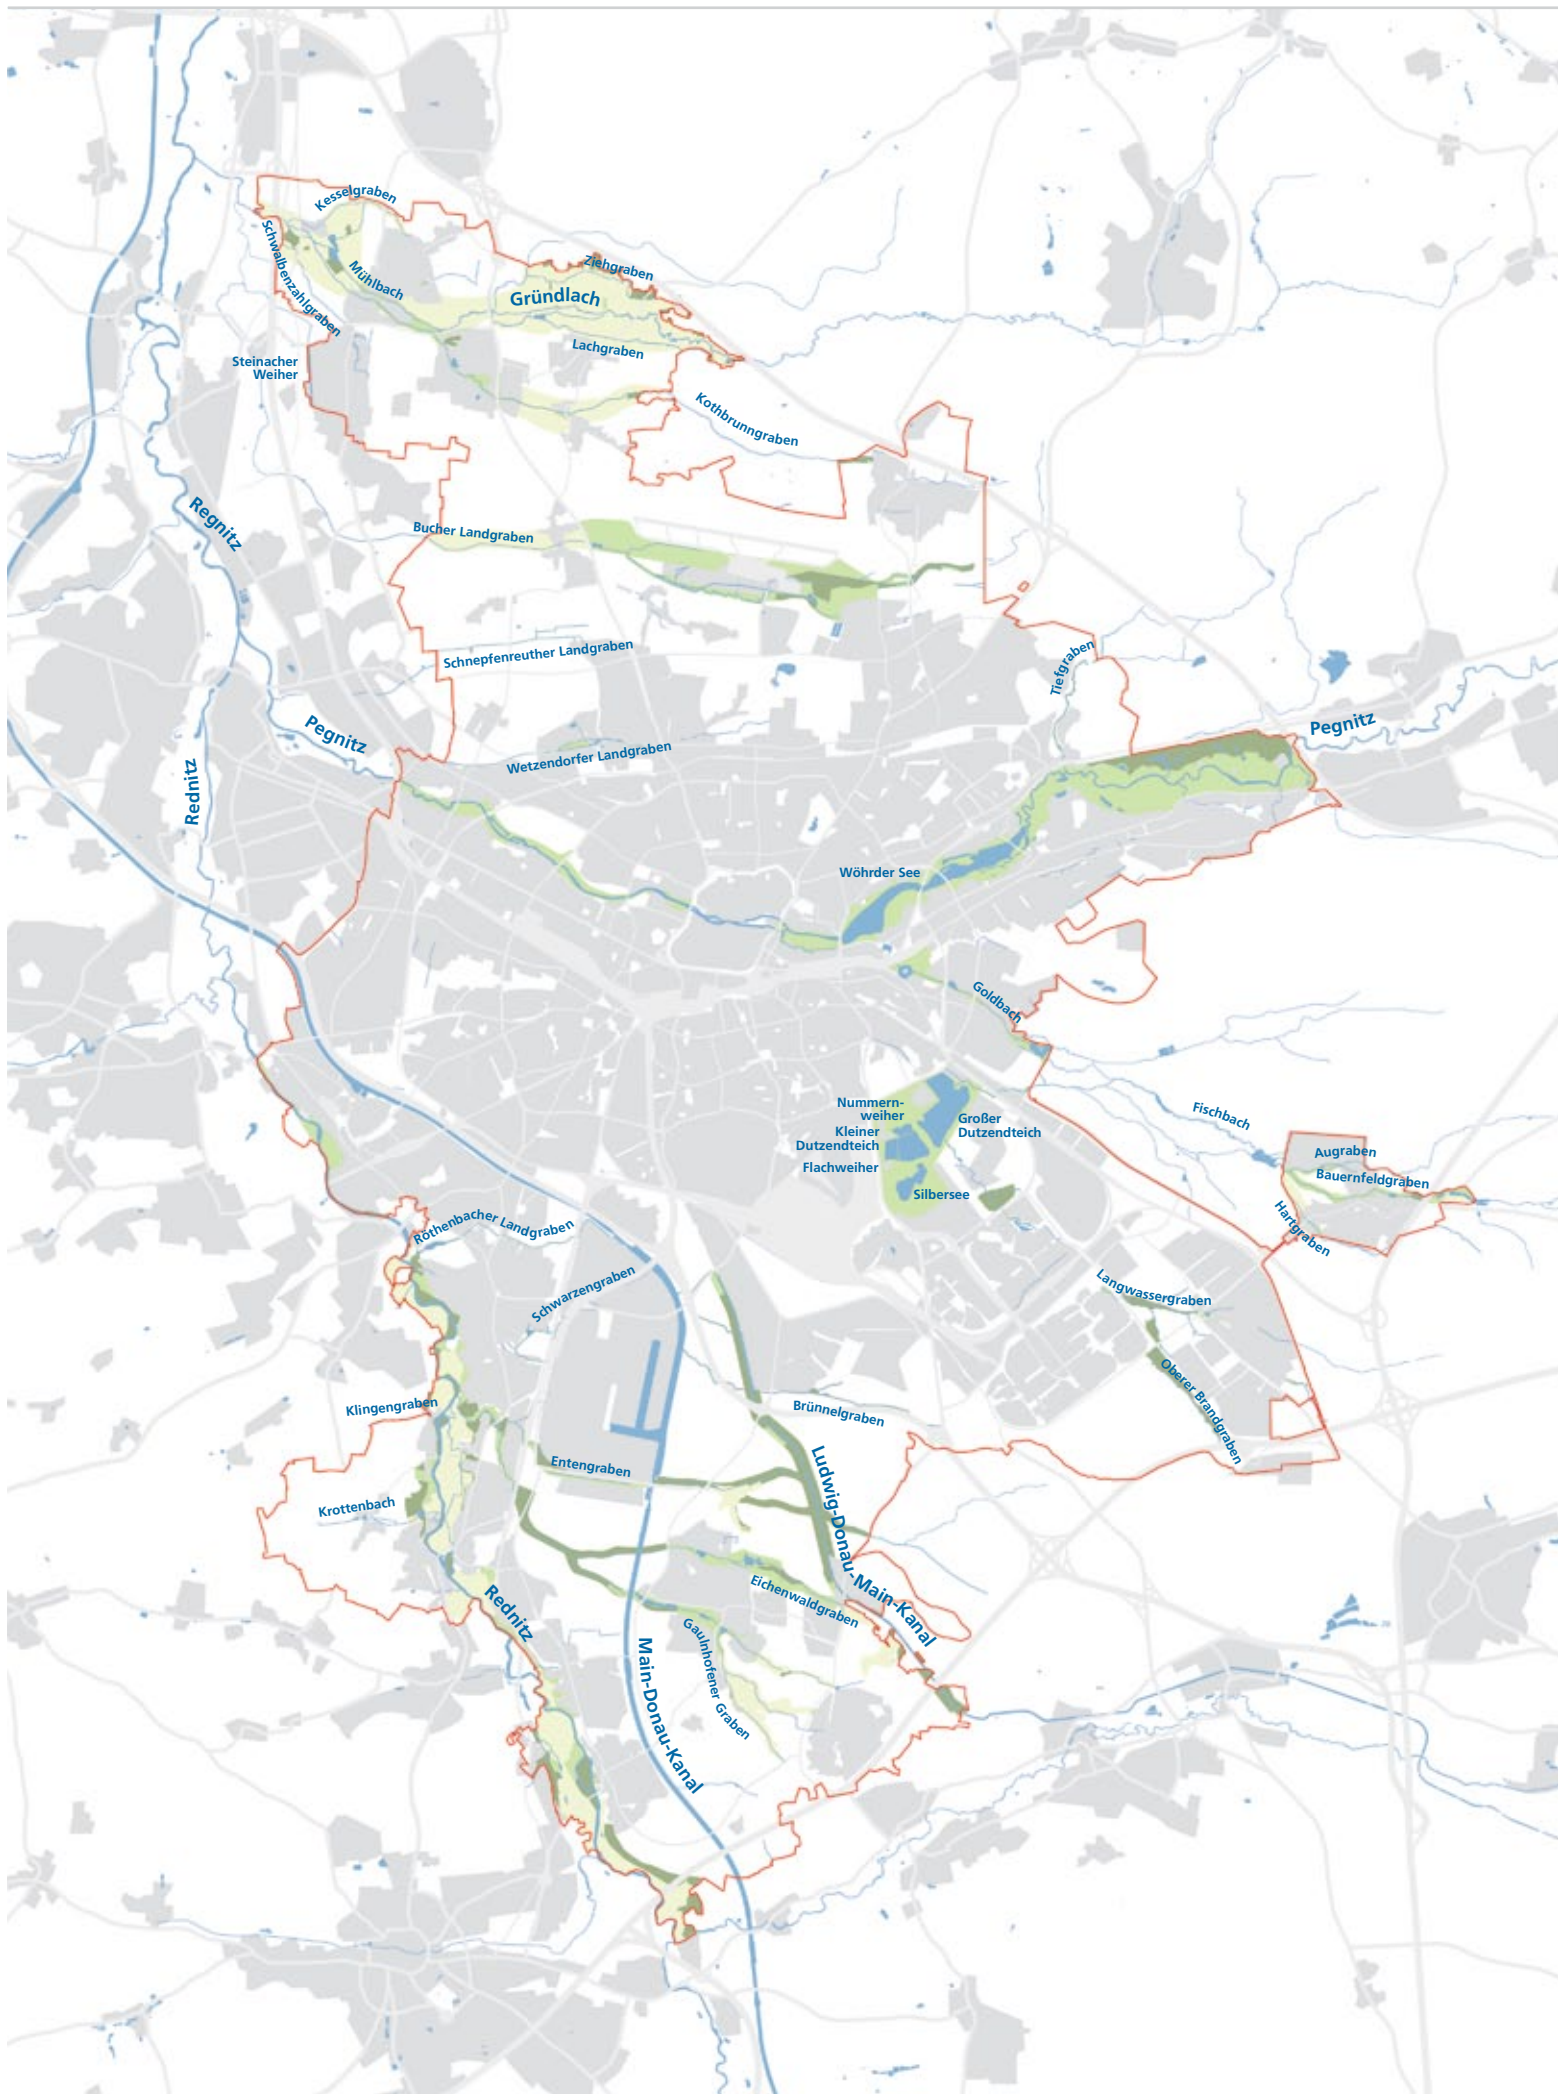 Kesselgraben
Schwalbenzahlgraben
Mühlbach
Ziehgraben
Gründlach
Lachgraben
Steinacher
Weiher
Kothbrunngraben
Regnitz
Bucher Landgraben
Schnepfenreuther Landgraben
Tiefgraben
Pegnitz
Pegnitz
Wetzendorfer Landgraben
Rednitz
Wöhrder See
Goldbach
Nummern-
weiher
Kleiner
Dutzendteich
Flachweiher
Großer
Dutzendteich
Silbersee
Fischbach
Augraben
Bauernfeldgraben
Hartgraben
Röthenbacher Landgraben
Schwarzengraben
Langwassergraben
Oberer Brandgraben
Klingengraben
Brünnelgraben
Entengraben
Ludwig-Donau-Main-Kanal
Krottenbach
Eichenwaldgraben
Rednitz
Gaulnhofener Graben
Main-Donau-Kanal